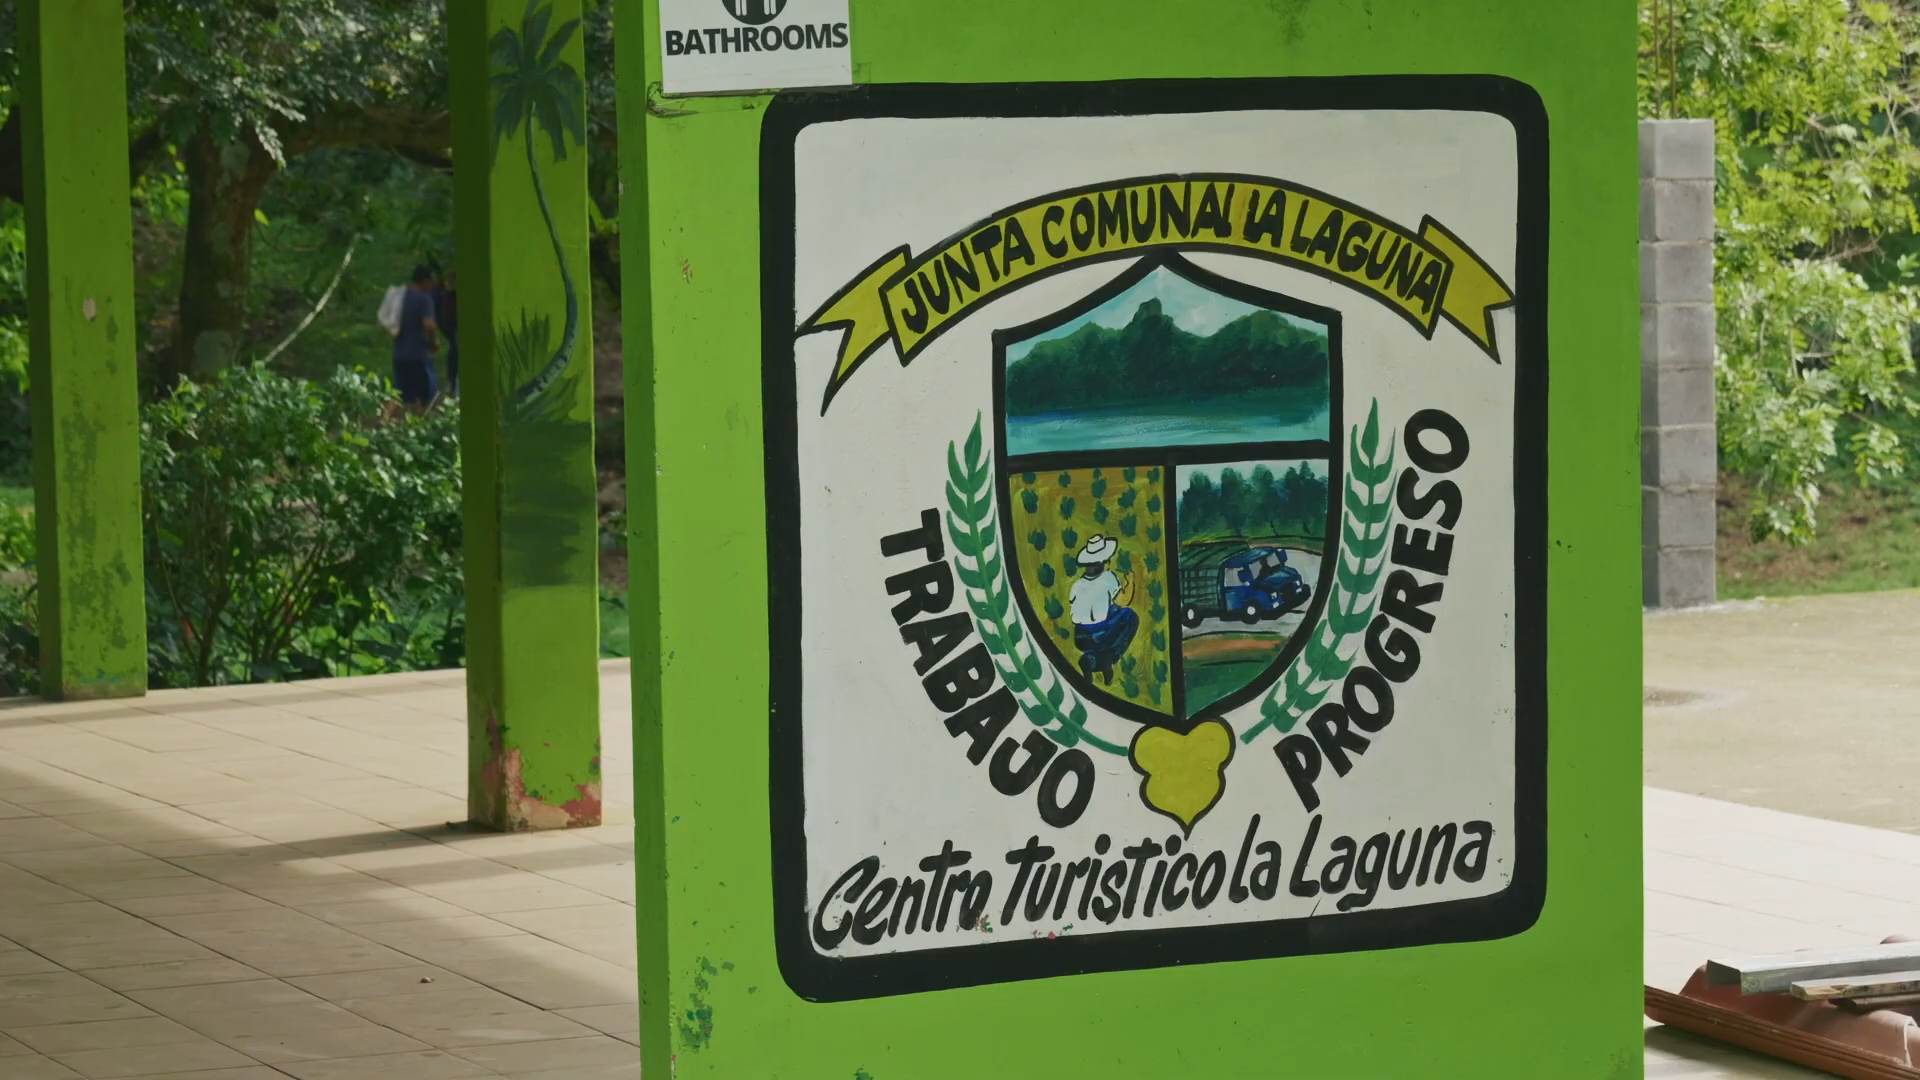 BATHROOMS
JUNTA COMUNAL LA LAGUNA
TRABAJO
PROGRESO
Centro Turistico la Laguna